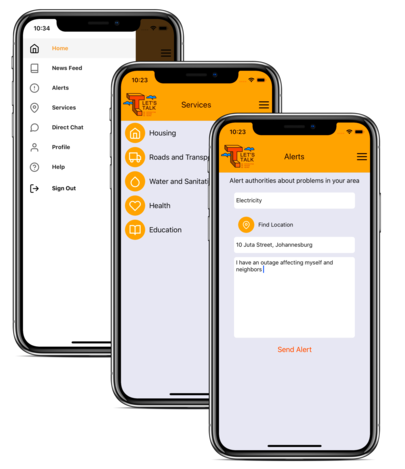 10:34
Home
News Feed
Alerts
Services
Direct Chat
Profile
Help
Sign Out
10:23
LET'S
TALK
Services
Housing
Roads and Transp
Water and Sanitati
Health
Education
10:23
LET'S
TALK
Alerts
Alert authorities about problems in your area
Electricity
Find Location
10 Juta Street, Johannesburg
I have an outage affecting myself and
neighbors
Send Alert